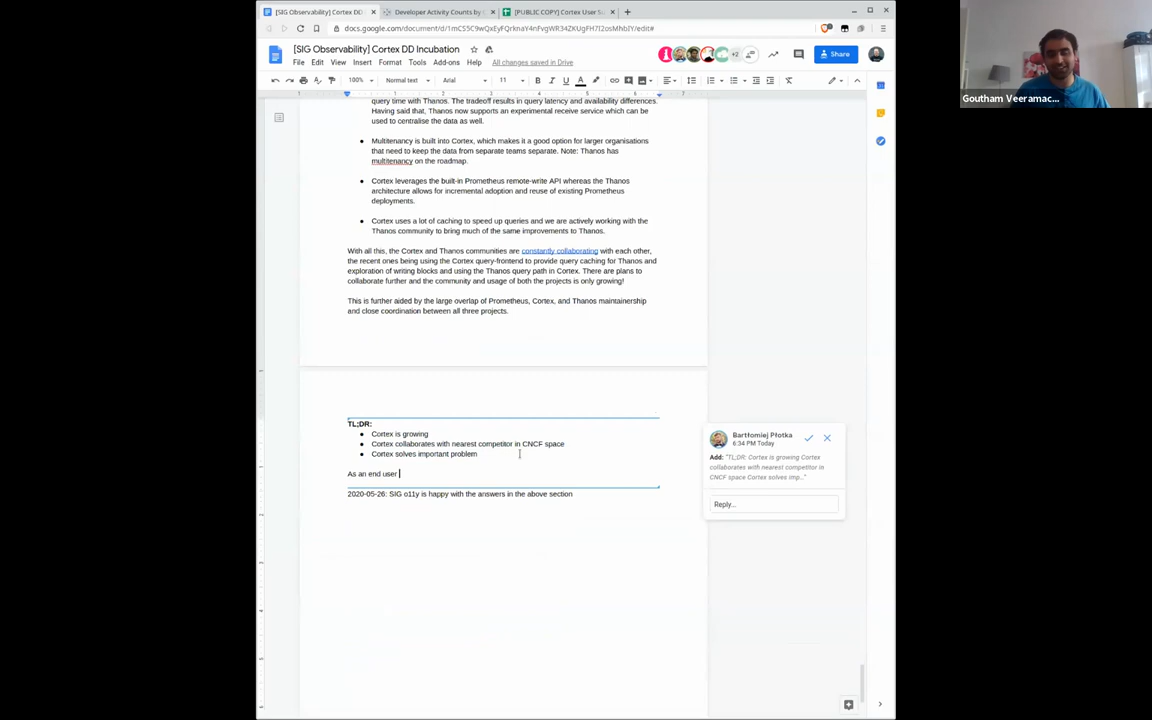 [SIG Observability] Cortex DD I
Developer Activity Counts by
[PUBLIC COPY] Cortex User S
[SIG Observability] Cortex DD Incubation
File Edit View Insert Format Tools Add-ons Help
All changes saved in Drive
+2
Share
100%
Normal text
Arial
11
query time with Thanos. The tradeoff results in query latency and availability differences.
Having said that, Thanos now supports an experimental receive service which can be
used to centralise the data as well.
● Multitenancy is built into Cortex, which makes it a good option for larger organisations
that need to keep the data from separate teams separate. Note: Thanos has
multitenancy on the roadmap.
● Cortex leverages the built-in Prometheus remote-write API whereas the Thanos
architecture allows for incremental adoption and reuse of existing Prometheus
deployments.
● Cortex uses a lot of caching to speed up queries and we are actively working with the
Thanos community to bring much of the same improvements to Thanos.
With all this, the Cortex and Thanos communities are constantly collaborating with each other,
the recent ones being using the Cortex query-frontend to provide query caching for Thanos and
exploration of writing blocks and using the Thanos query path in Cortex. There are plans to
collaborate further and the community and usage of both the projects is only growing!
This is further aided by the large overlap of Prometheus, Cortex, and Thanos maintainership
and close coordination between all three projects.
TL;DR:
● Cortex is growing
● Cortex collaborates with nearest competitor in CNCF space
● Cortex solves important problem
As an end user
2020-05-26: SIG o11y is happy with the answers in the above section
Bartłomiej Płotka
6:34 PM Today
Add: "TL;DR: Cortex is growing Cortex
collaborates with nearest competitor in
CNCF space Cortex solves imp..."
Reply...
Goutham Veeramac...